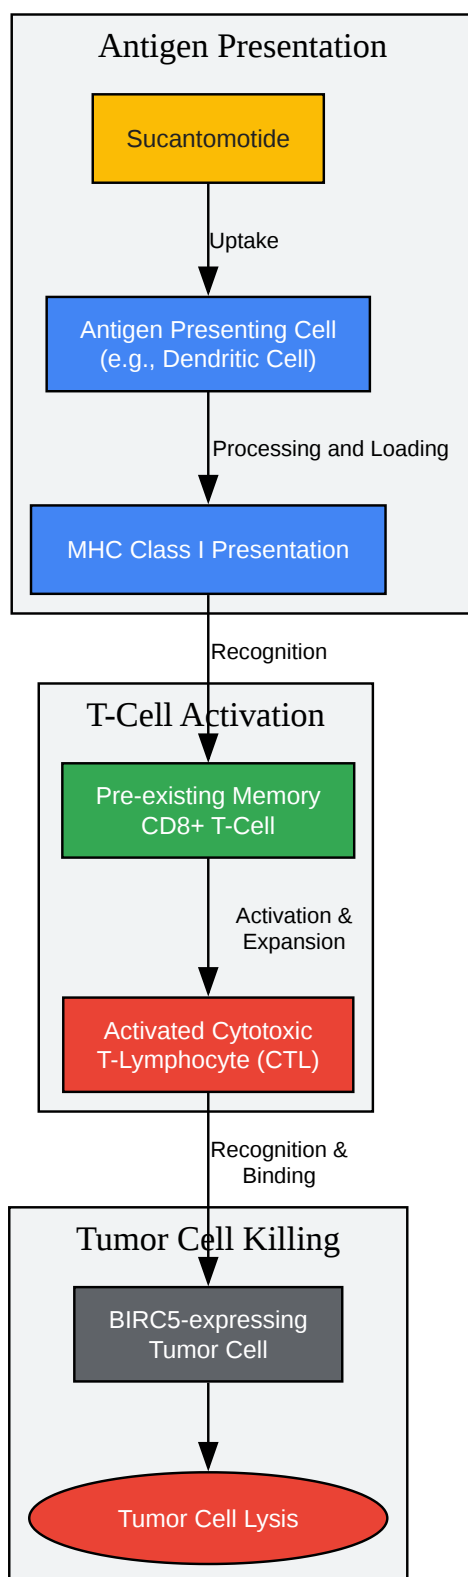 Antigen Presentation
Sucantomotide
Uptake
Antigen Presenting Cell
(e.g., Dendritic Cell)
Processing and Loading
MHC Class I Presentation
Recognition
T-Cell Activation
Pre-existing Memory
CD8+ T-Cell
Activation &
Expansion
Activated Cytotoxic
T-Lymphocyte (CTL)
Recognition &
Binding
Tumor Cell Killing
BIRC5-expressing
Tumor Cell
Tumor Cell Lysis